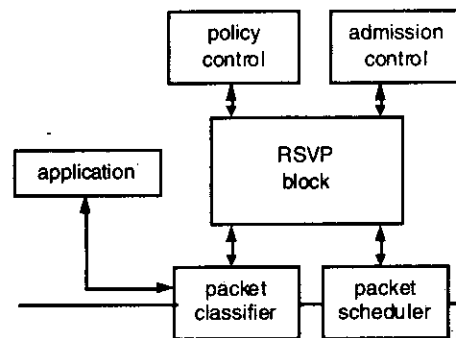 policy
control
admission
control
RSVP
block
application
packet
classifier
packet
scheduler